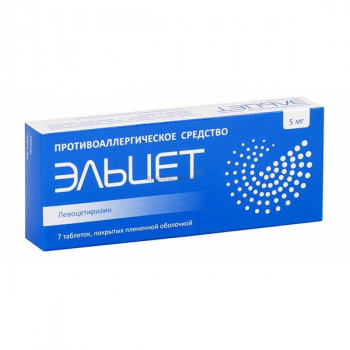 ПРОТИВОАЛЛЕРГИЧЕСКОЕ СРЕДСТВО
5 мг
ЭЛЬЦЕТ
Левоцетиризин
7 таблеток, покрытых пленочной оболочкой